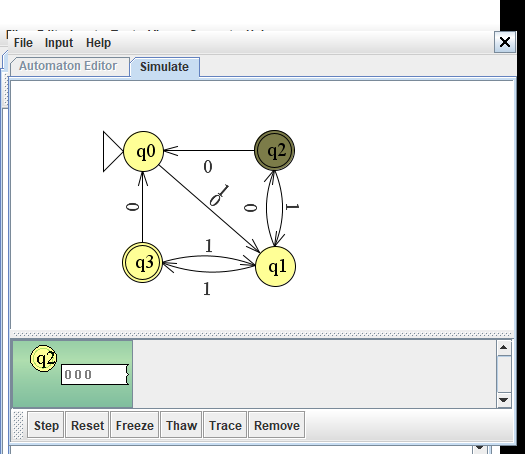 File Input Help
Automaton Editor Simulate
q0
q2
0
0
0
1
0
1
q3
1
q1
1
q2
0 0 0
Step Reset Freeze Thaw Trace Remove